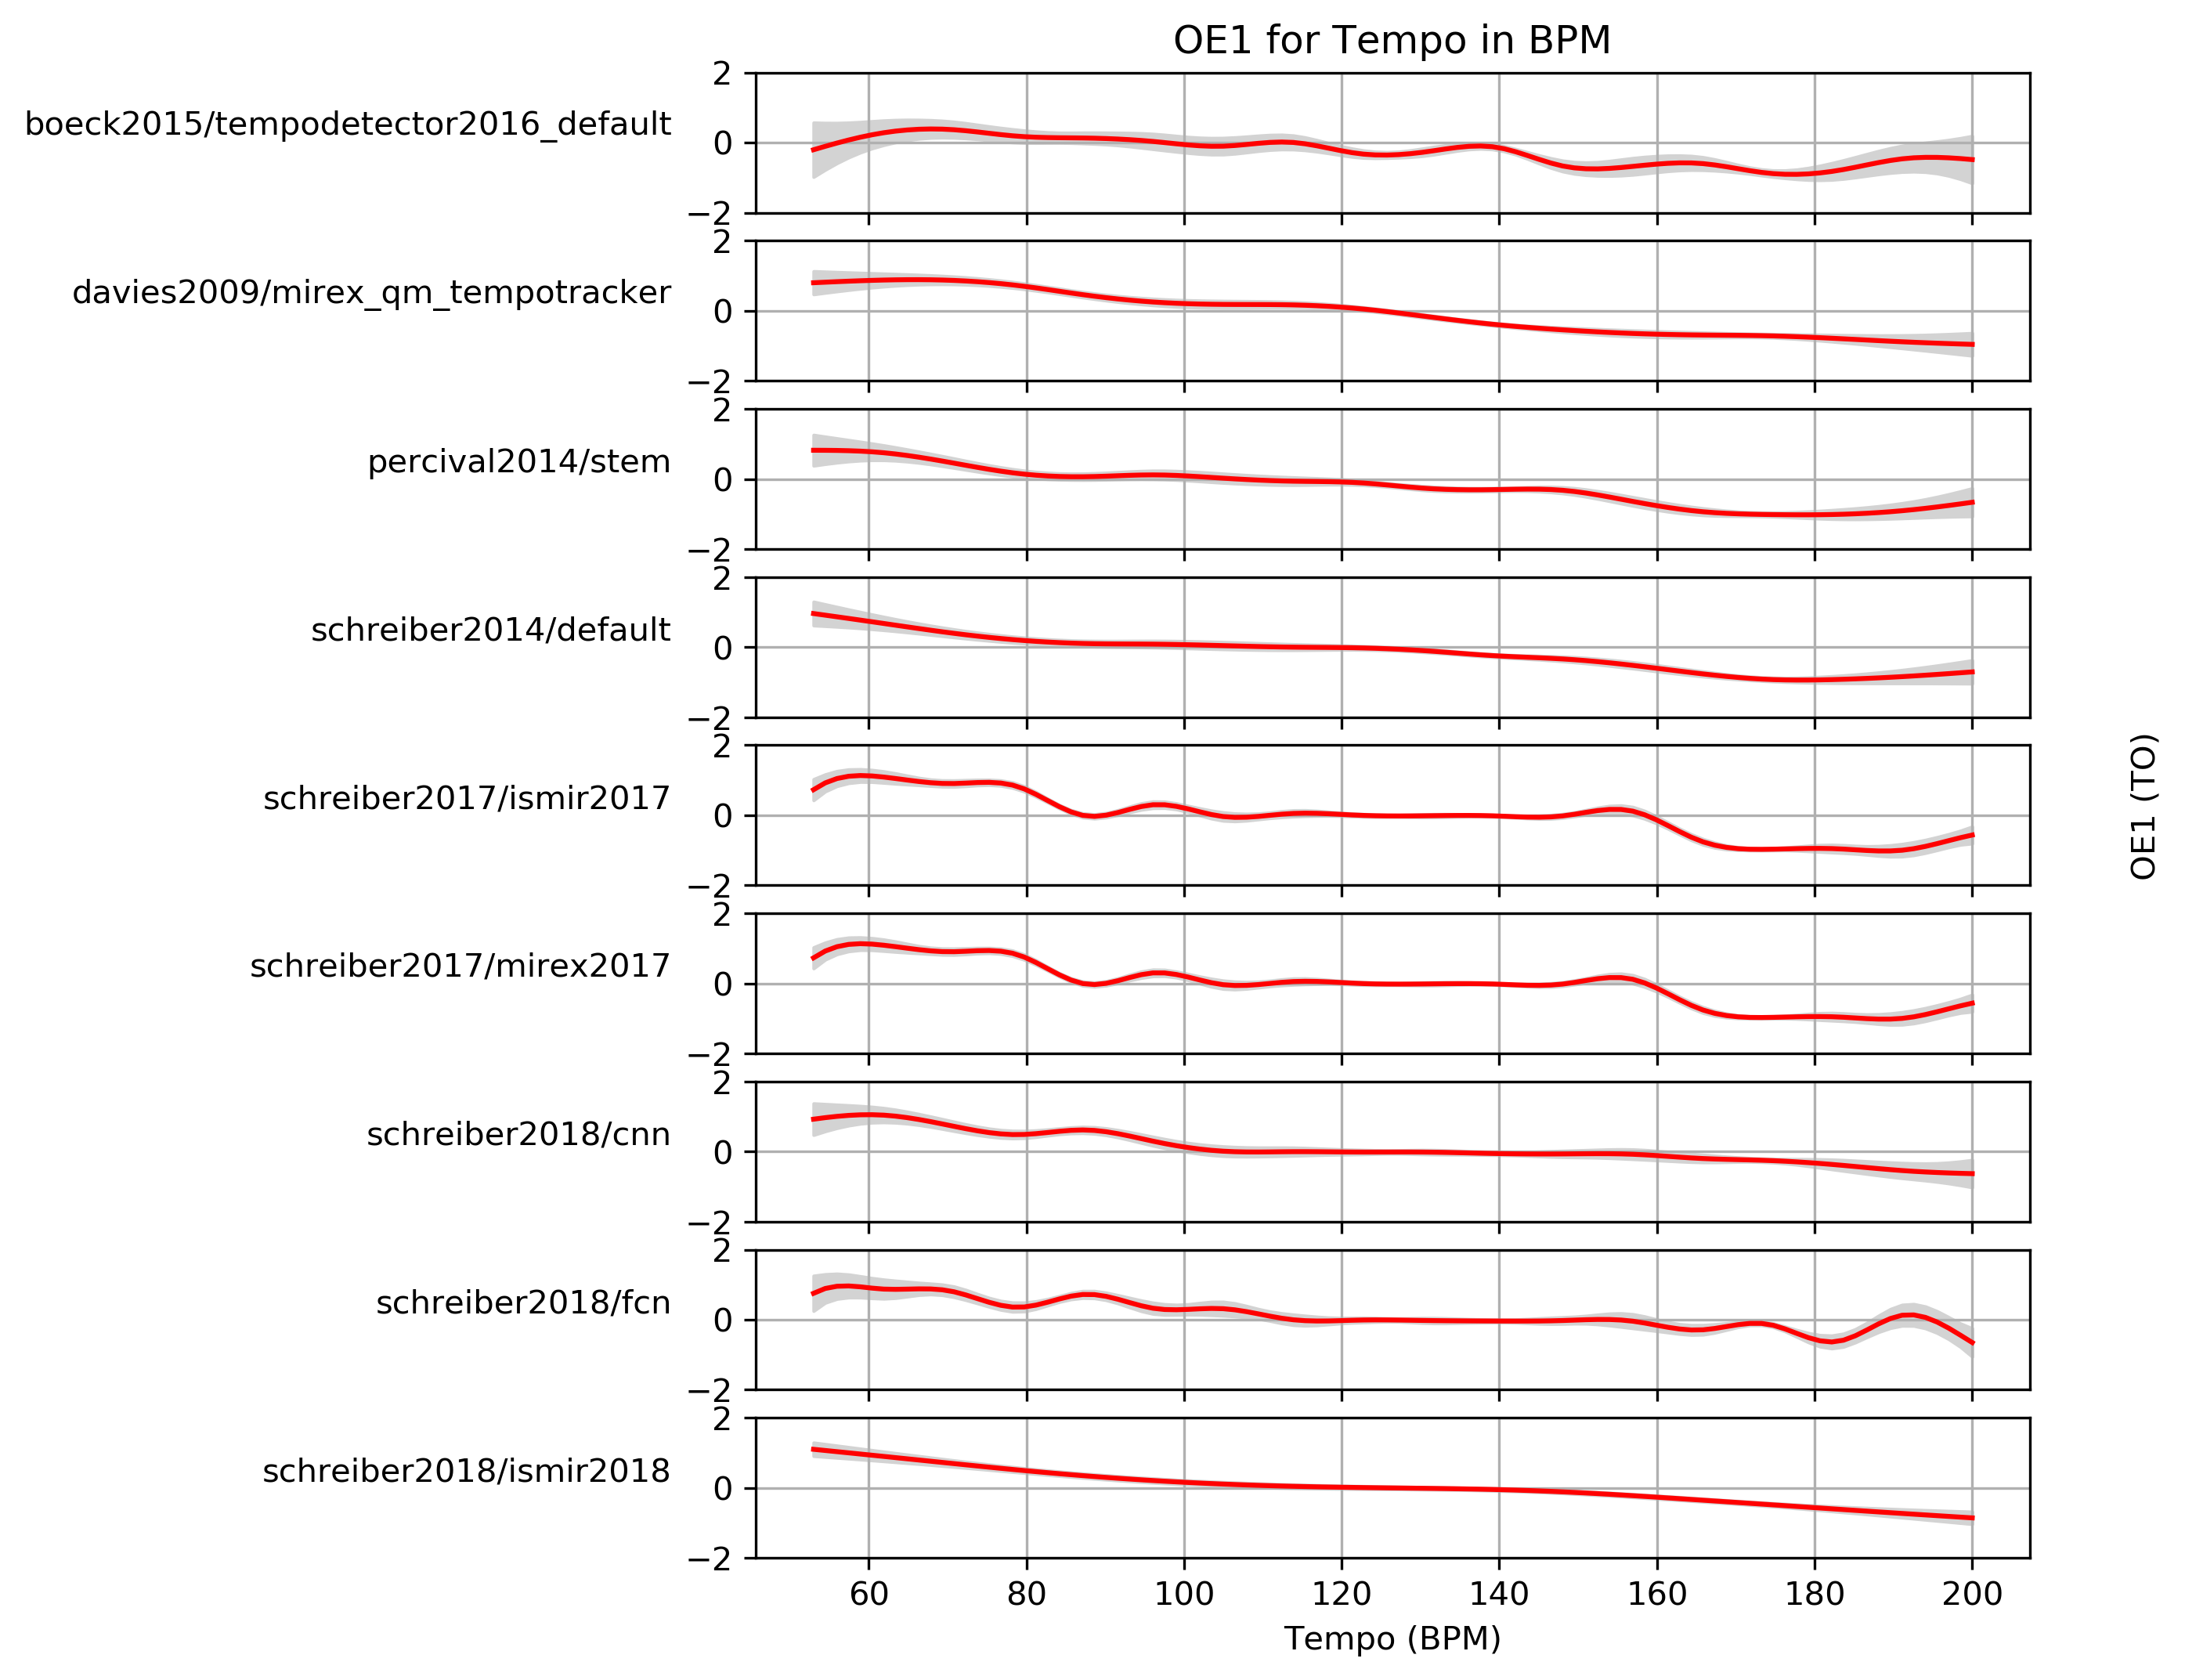 OE1 for Tempo in BPM
boeck2015/tempodetector2016_default
2
0
−2
davies2009/mirex_qm_tempotracker
2
0
−2
percival2014/stem
2
0
−2
schreiber2014/default
2
0
−2
schreiber2017/ismir2017
2
0
−2
schreiber2017/mirex2017
2
0
−2
schreiber2018/cnn
2
0
−2
schreiber2018/fcn
2
0
−2
schreiber2018/ismir2018
2
0
−2
60 80 100 120 140 160 180 200
Tempo (BPM)
OE1 (TO)